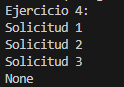 Ejercicio 4:
Solicitud 1
Solicitud 2
Solicitud 3
None